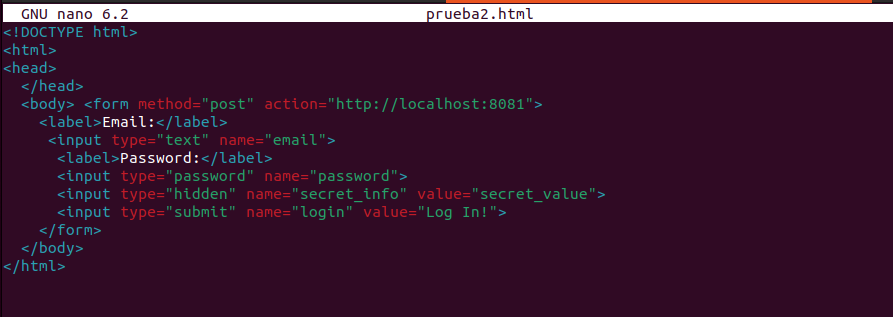 GNU nano 6.2 prueba2.html
<!DOCTYPE html>
<html>
<head>
  </head>
  <body> <form method="post" action="http://localhost:8081">
    <label>Email:</label>
     <input type="text" name="email">
      <label>Password:</label>
      <input type="password" name="password">
      <input type="hidden" name="secret_info" value="secret_value">
      <input type="submit" name="login" value="Log In!">
    </form>
  </body>
</html>